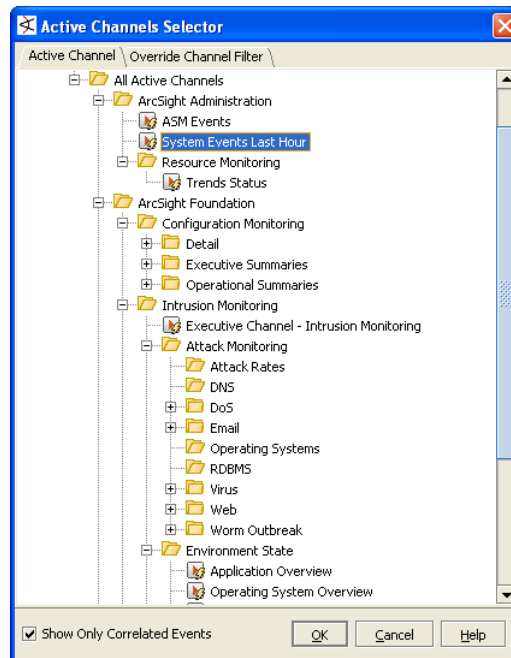 Active Channels Selector
Active Channel Override Channel Filter
All Active Channels
ArcSight Administration
ASM Events
System Events Last Hour
Resource Monitoring
Trends Status
ArcSight Foundation
Configuration Monitoring
Detail
Executive Summaries
Operational Summaries
Intrusion Monitoring
Executive Channel - Intrusion Monitoring
Attack Monitoring
Attack Rates
DNS
DoS
Email
Operating Systems
RDBMS
Virus
Web
Worm Outbreak
Environment State
Application Overview
Operating System Overview
Show Only Correlated Events OK Cancel Help